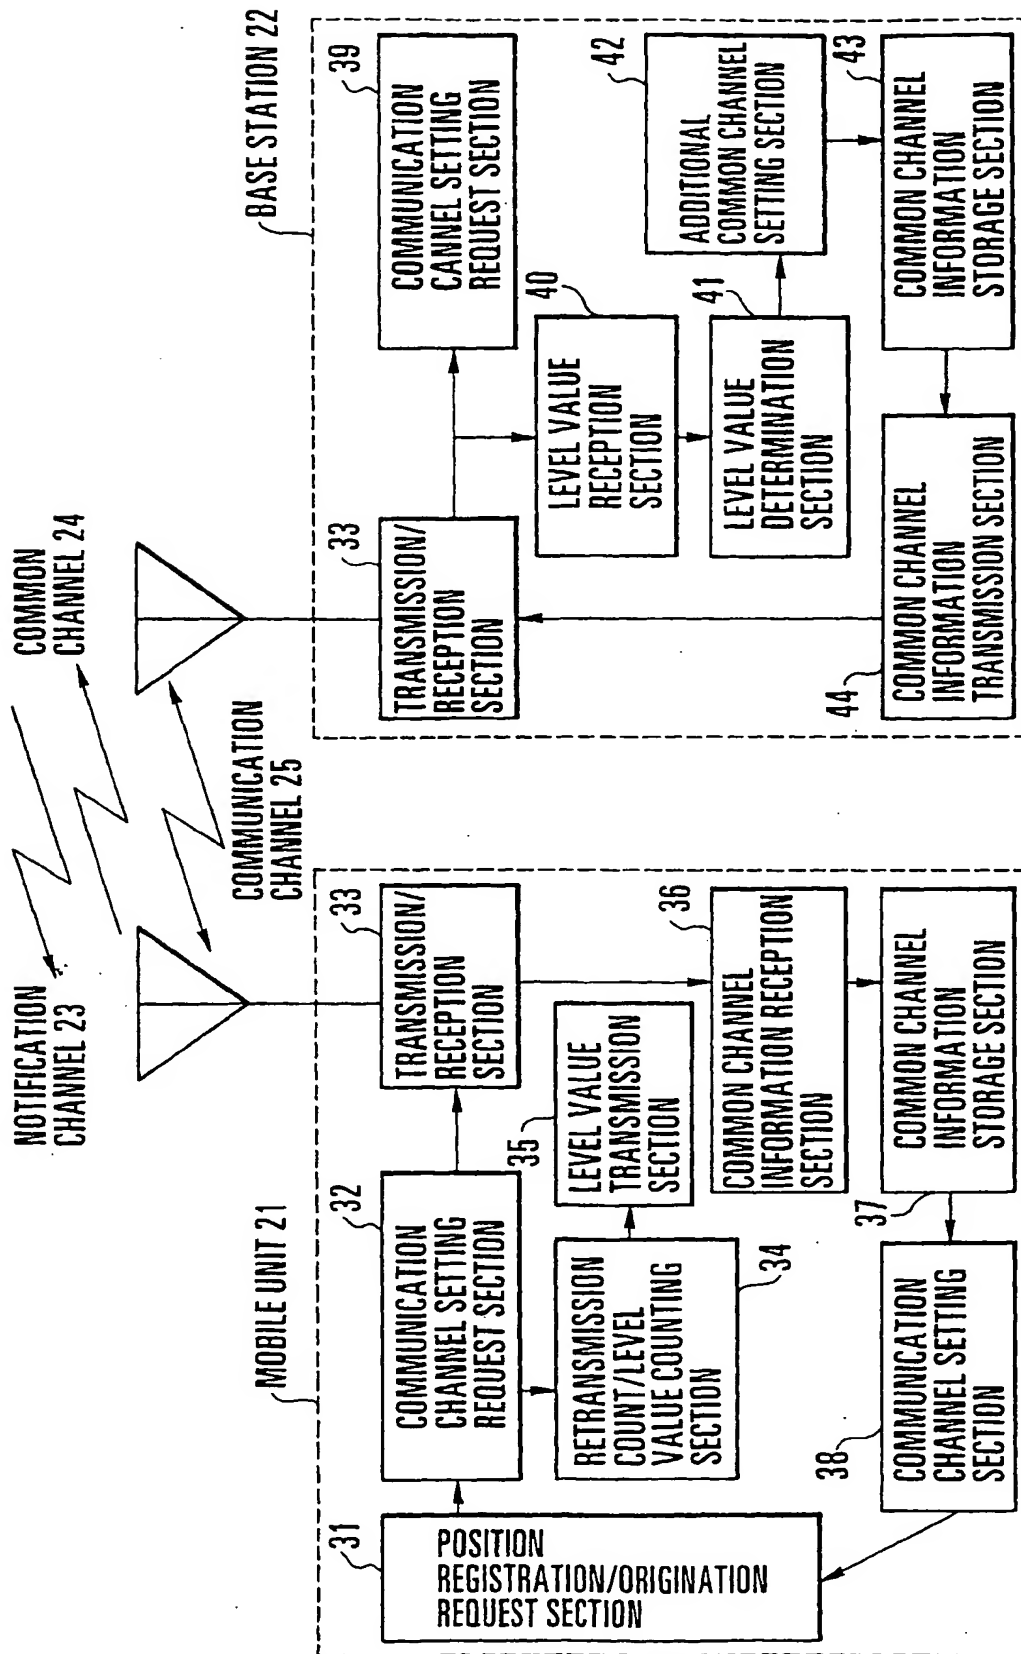 NOTIFICATION
CHANNEL 23
COMMON
CHANNEL 24
COMMUNICATION
CHANNEL 25
MOBILE UNIT 21
31
POSITION
REGISTRATION/ORIGINATION
REQUEST SECTION
32
COMMUNICATION
CHANNEL SETTING
REQUEST SECTION
33
TRANSMISSION/
RECEPTION
SECTION
34
RETRANSMISSION
COUNT/LEVEL
VALUE COUNTING
SECTION
35
LEVEL VALUE
TRANSMISSION
SECTION
36
COMMON CHANNEL
INFORMATION RECEPTION
SECTION
37
COMMON CHANNEL
INFORMATION
STORAGE SECTION
38
COMMUNICATION
CHANNEL SETTING
SECTION
BASE STATION 22
33
TRANSMISSION/
RECEPTION
SECTION
39
COMMUNICATION
CANNEL SETTING
REQUEST SECTION
40
LEVEL VALUE
RECEPTION
SECTION
41
LEVEL VALUE
DETERMINATION
SECTION
42
ADDITIONAL
COMMON CHANNEL
SETTING SECTION
43
COMMON CHANNEL
INFORMATION
STORAGE SECTION
44
COMMON CHANNEL
INFORMATION
TRANSMISSION SECTION